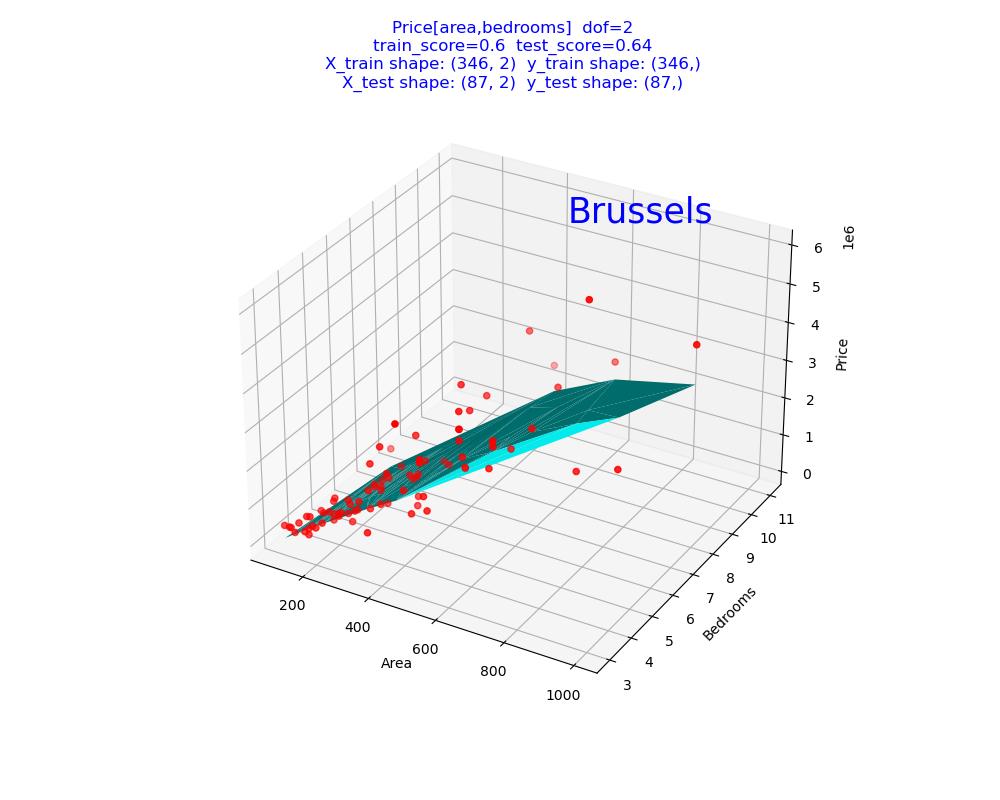 Price[area,bedrooms]  dof=2
train_score=0.6  test_score=0.64
X_train shape: (346, 2)  y_train shape: (346,)
X_test shape: (87, 2)  y_test shape: (87,)
Brussels
1e6
6
5
4
3
2
1
0
Price
11
10
9
8
7
6
5
4
3
Bedrooms
200
400
600
800
1000
Area